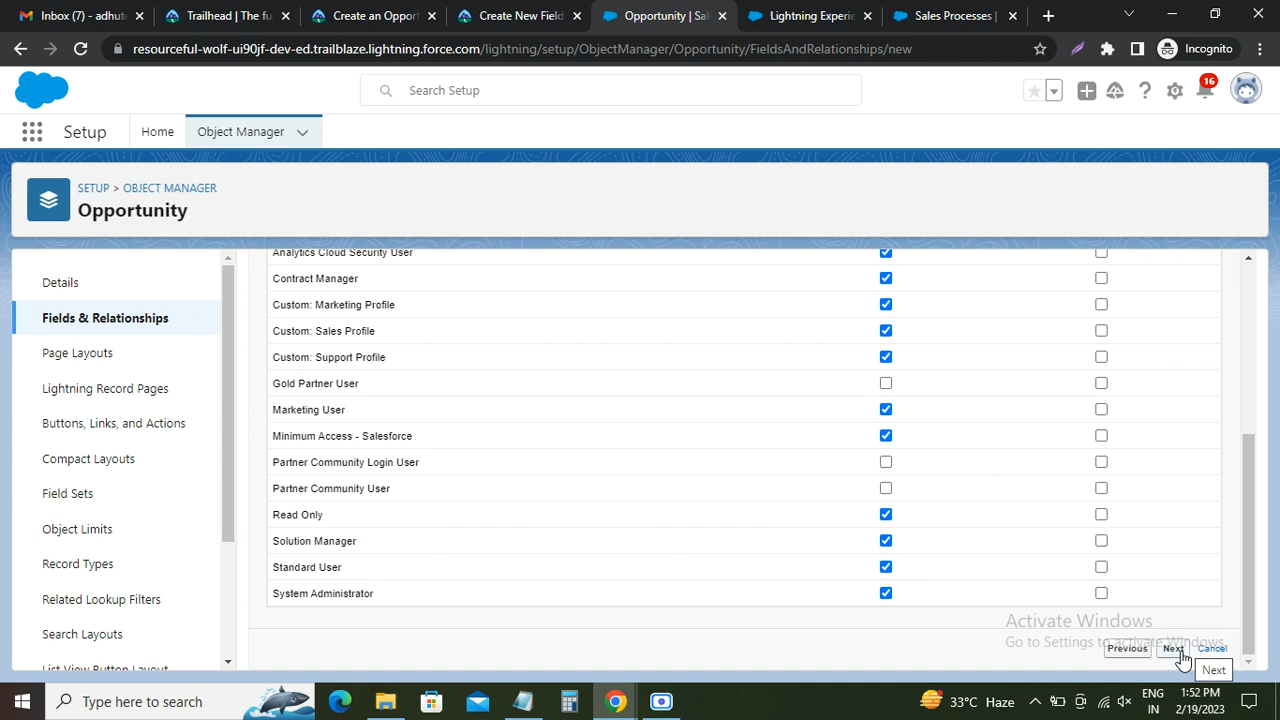 Inbox (7) - adhut
Trailhead | The fu
Create an Opport
Create New Field
Opportunity | Sal
Lightning Experie
Sales Processes |
resourceful-wolf-ui90jf-dev-ed.trailblaze.lightning.force.com/lightning/setup/ObjectManager/Opportunity/FieldsAndRelationships/new
Incognito
Search Setup
16
Setup
Home
Object Manager
SETUP > OBJECT MANAGER
Opportunity
Details
Fields & Relationships
Page Layouts
Lightning Record Pages
Buttons, Links, and Actions
Compact Layouts
Field Sets
Object Limits
Record Types
Related Lookup Filters
Search Layouts
List View Button Layout
Analytics Cloud Security User
Contract Manager
Custom: Marketing Profile
Custom: Sales Profile
Custom: Support Profile
Gold Partner User
Marketing User
Minimum Access - Salesforce
Partner Community Login User
Partner Community User
Read Only
Solution Manager
Standard User
System Administrator
Activate Windows
Go to Settings to activate Windows.
Previous
Next
Cancel
Next
Type here to search
33°C Haze
ENG
IN
1:52 PM
2/19/2023